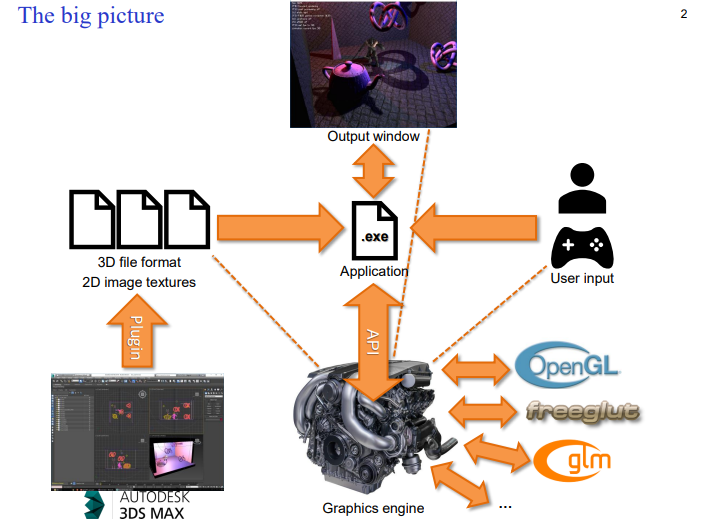 The big picture
2
Output window
.exe
Application
3D file format
2D image textures
User input
Plugin
API
OpenGL
freeglut
glm
...
Graphics engine
AUTODESK
3DS MAX